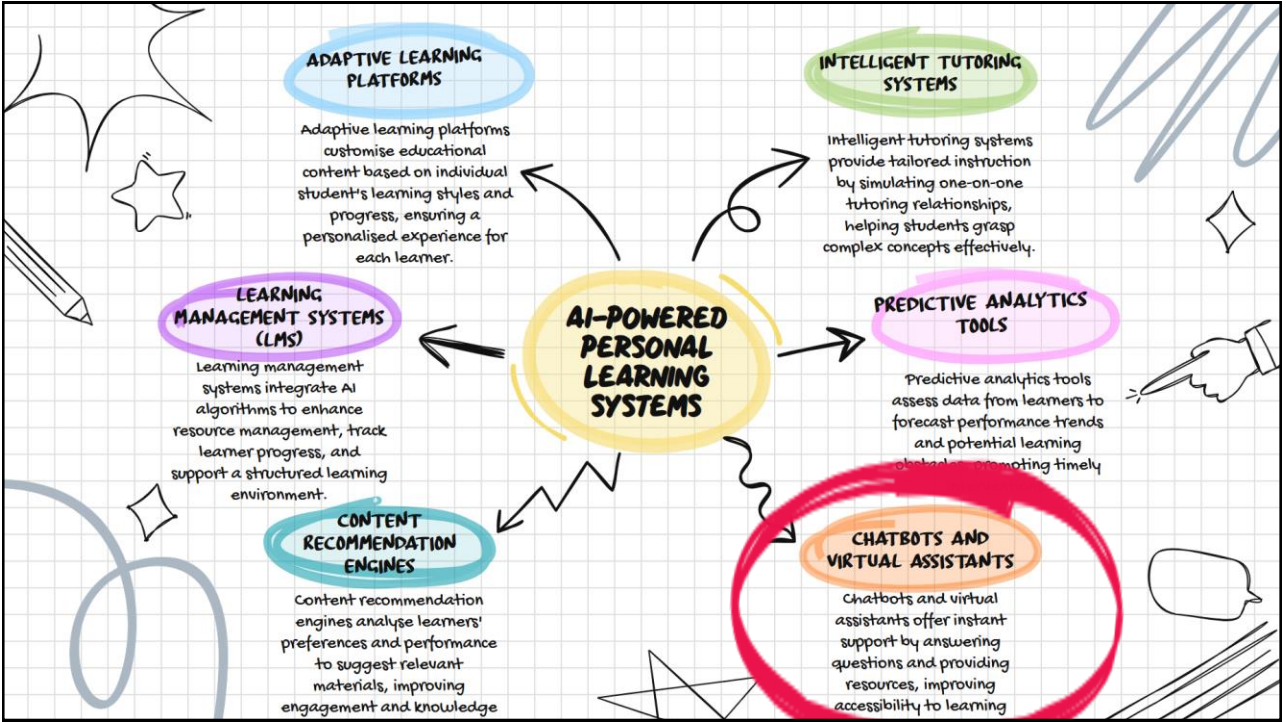 ADAPTIVE LEARNING
PLATFORMS
Adaptive learning platforms
customise educational
content based on individual
student's learning styles and
progress, ensuring a
personalised experience for
each learner.
INTELLIGENT TUTORING
SYSTEMS
Intelligent tutoring systems
provide tailored instruction
by simulating one-on-one
tutoring relationships,
helping students grasp
complex concepts effectively.
LEARNING
MANAGEMENT SYSTEMS
(LMS)
Learning management
systems integrate AI
algorithms to enhance
resource management, track
learner progress, and
support a structured learning
environment.
AI-POWERED
PERSONAL
LEARNING
SYSTEMS
PREDICTIVE ANALYTICS
TOOLS
Predictive analytics tools
assess data from learners to
forecast performance trends
and potential learning
obstacles, promoting timely
CONTENT
RECOMMENDATION
ENGINES
Content recommendation
engines analyse learners'
preferences and performance
to suggest relevant
materials, improving
engagement and knowledge
CHATBOTS AND
VIRTUAL ASSISTANTS
Chatbots and virtual
assistants offer instant
support by answering
questions and providing
resources, improving
accessibility to learning